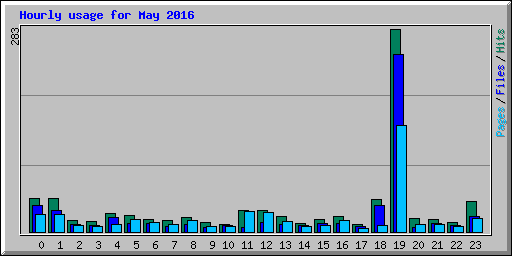 Hourly usage for May 2016
283
Pages / Files / Hits
0 1 2 3 4 5 6 7 8 9 10 11 12 13 14 15 16 17 18 19 20 21 22 23